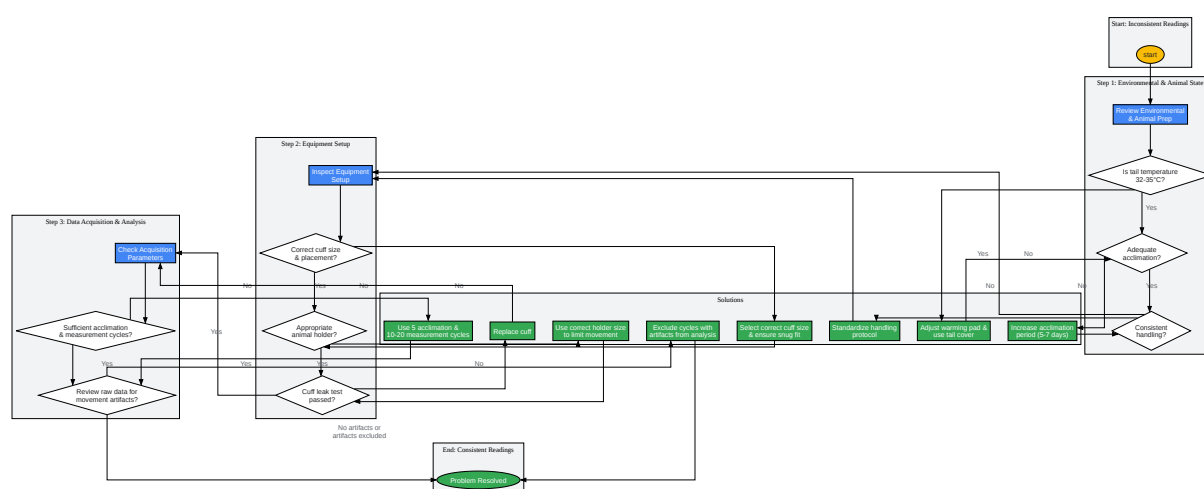 Start: Inconsistent Readings
start
Step 1: Environmental & Animal State
Review Environmental
& Animal Prep
Is tail temperature
32-35°C?
Yes
Adequate
acclimation?
Yes
No
No
Yes
No
Consistent
handling?
Step 2: Equipment Setup
Inspect Equipment
Setup
Correct cuff size
& placement?
Yes
No
No
No
Appropriate
animal holder?
Yes
Cuff leak test
passed?
Yes
Step 3: Data Acquisition & Analysis
Check Acquisition
Parameters
Sufficient acclimation
& measurement cycles?
Yes
No
Review raw data for
movement artifacts?
Solutions
Use 5 acclimation &
10-20 measurement cycles
Replace cuff
Use correct holder size
to limit movement
Exclude cycles with
artifacts from analysis
Select correct cuff size
& ensure snug fit
Standardize handling
protocol
Adjust warming pad &
use tail cover
Increase acclimation
period (5-7 days)
No artifacts or
artifacts excluded
End: Consistent Readings
Problem Resolved